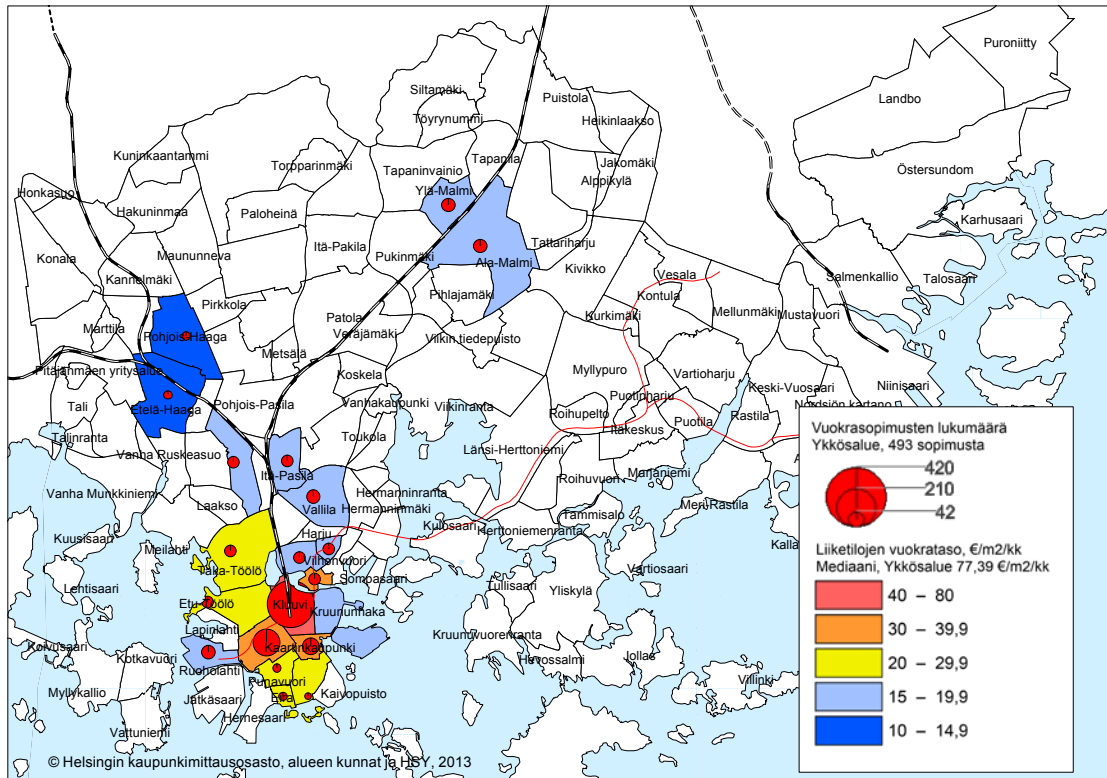 Puroniitty
Landbo
Siltamäki
Puistola
Töyrynummi
Heikinlaakso
Kuninkaantammi
Torpparinmäki
Tapanila
Jakomäki
Tapaninvainio
Östersundom
Alppikylä
Honkasuo
Ylä-Malmi
Hakuninmaa
Paloheinä
Karhusaari
Itä-Pakila
Tattariharju
Konala
Maununneva
Pukinmäki
Ala-Malmi
Kivikko
Kannelmäki
Vesala
Salmenkallio
Talosaari
Pihlajamäki
Kontula
Pirkkola
Mellunmäki
Mustavuori
Marttila
Patola
Kurkimäki
Pohjois-Haaga
Veräjämäki
Viikin tiedepuisto
Metsälä
Pitäjänmäen yritysalue
Myllypuro
Vartioharju
Koskela
Keski-Vuosaari
Niinisaari
Etelä-Haaga
Puotinharju
Tali
Pohjois-Pasila
Vanhakaupunki
Viikinranta
Roihupelto
Rastila
Nordsjön kartano
Puotila
Talinranta
Toukola
Itäkeskus
Vanha Ruskeasuo
Länsi-Herttoniemi
Itä-Pasila
Marjaniemi
Roihuvuori
Vanha Munkkiniemi
Hermanninranta
Meri-Rastila
Laakso
Vallila
Hermanninmäki
Tammisalo
Kulosaari
Herttoniemenranta
Kuusisaari
Harju
Kalla
Meilahti
Vilhonvuori
Taka-Töölö
Sompasaari
Vartiosaari
Lehtisaari
Tullisaari
Yliskylä
Etu-Töölö
Kluuvi
Kruununhaka
Lapinlahti
Kruunuvuorenranta
Koivusaari
Kaartinkaupunki
Hevossalmi
Jollas
Kotkavuori
Ruoholahti
Punavuori
Villinki
Myllykallio
Jätkäsaari
Eira
Kaivopuisto
Hernesaari
Vattuniemi
Vuokrasopimusten lukumäärä
Ykkösalue, 493 sopimusta
420
210
42
Liiketilojen vuokrataso, €/m2/kk
Mediaani, Ykkösalue 77,39 €/m2/kk
40 – 80
30 – 39,9
20 – 29,9
15 – 19,9
10 – 14,9
© Helsingin kaupunkimittausosasto, alueen kunnat ja HSY, 2013